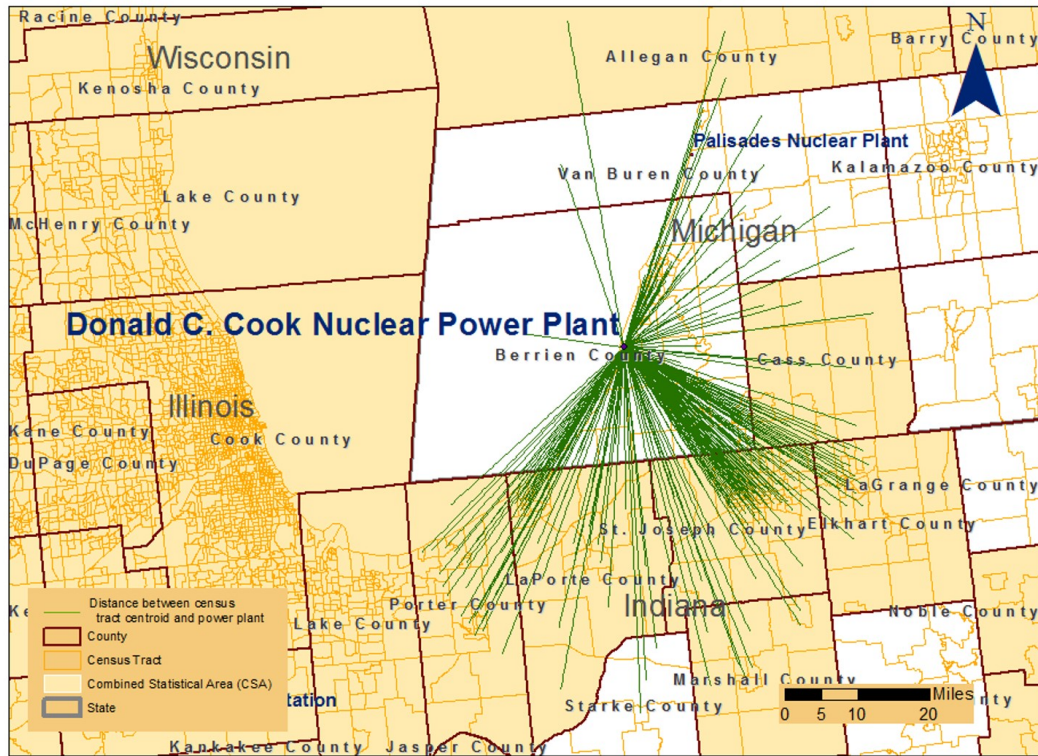 Racine County
Wisconsin
Kenosha County
Allegan County
Barry County
N
Palisades Nuclear Plant
Van Buren County
Kalamazoo County
Lake County
McHenry County
Michigan
Donald C. Cook Nuclear Power Plant
Berrien County
Cass County
Illinois
Kane County
Cook County
DuPage County
LaGrange County
St. Joseph County
Elkhart County
LaPorte County
Porter County
Indiana
Noble County
Lake County
Ke
Distance between census
tract centroid and power plant
County
Census Tract
Combined Statistical Area (CSA)
State
tation
Marshall County
Starke County
Miles
0 5 10 20
unty
Kankakee County
Jasper County